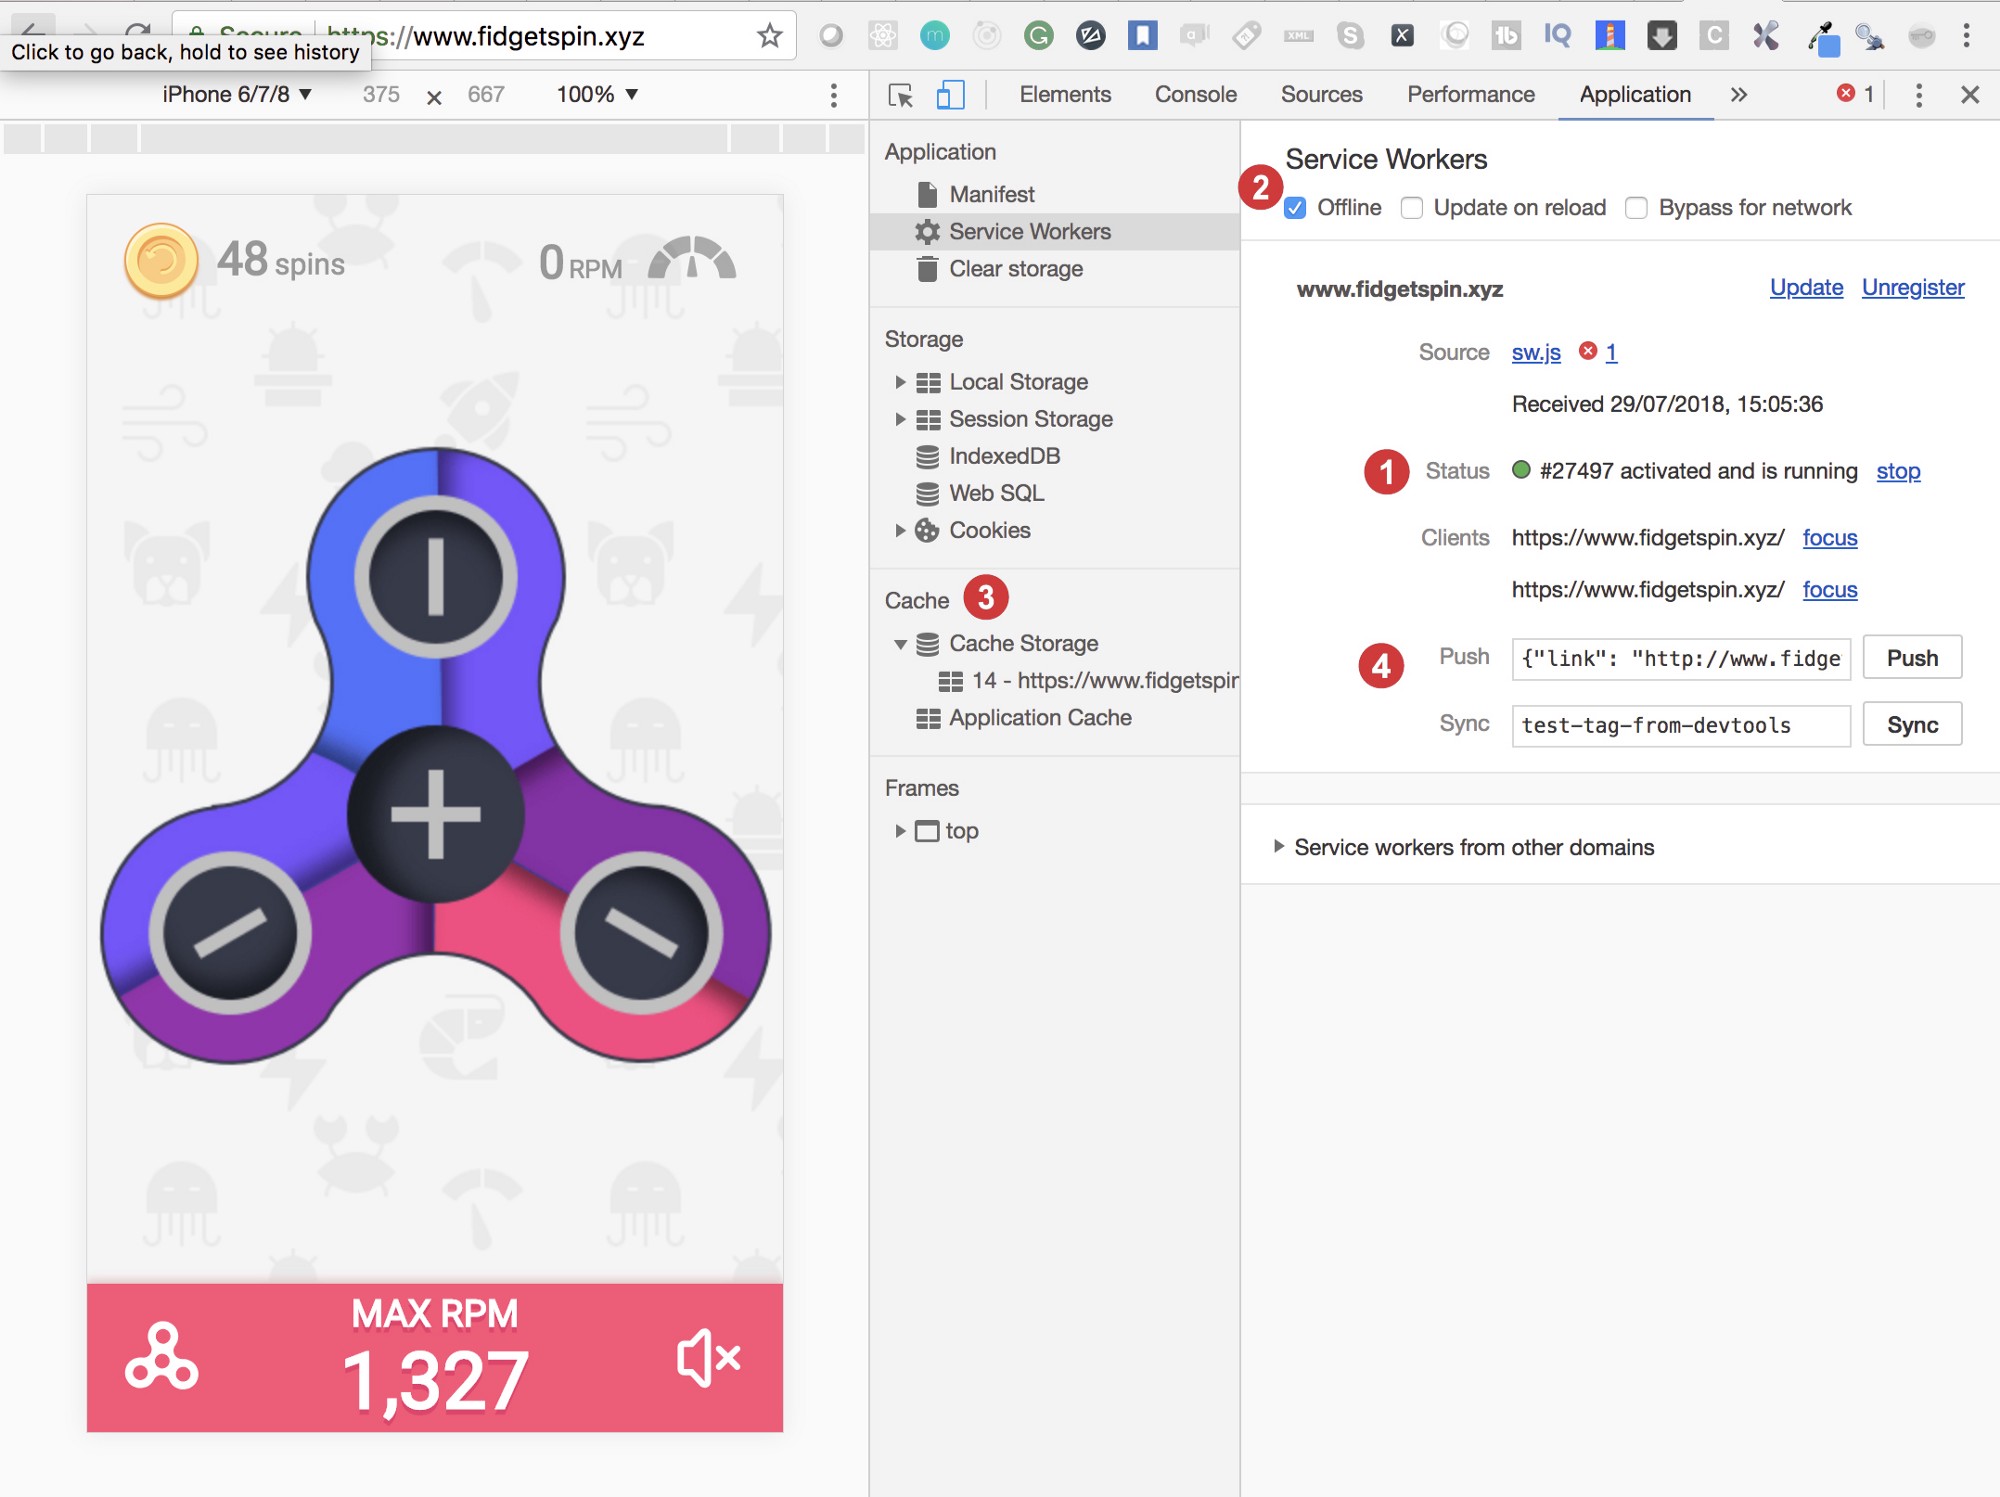 https://www.fidgetspin.xyz
Click to go back, hold to see history
iPhone 6/7/8 ▼ 375 × 667 100% ▼
48 spins
0 RPM
MAX RPM
1,327
Elements Console Sources Performance Application » 1
Application
Manifest
Service Workers
Clear storage
Storage
Local Storage
Session Storage
IndexedDB
Web SQL
Cookies
Cache 3
Cache Storage
14 - https://www.fidgetspin
Application Cache
Frames
top
Service Workers
2 Offline Update on reload Bypass for network
www.fidgetspin.xyz Update Unregister
Source sw.js 1
Received 29/07/2018, 15:05:36
1 Status #27497 activated and is running stop
Clients https://www.fidgetspin.xyz/ focus
https://www.fidgetspin.xyz/ focus
4 Push {"link": "http://www.fidge Push
Sync test-tag-from-devtools Sync
Service workers from other domains